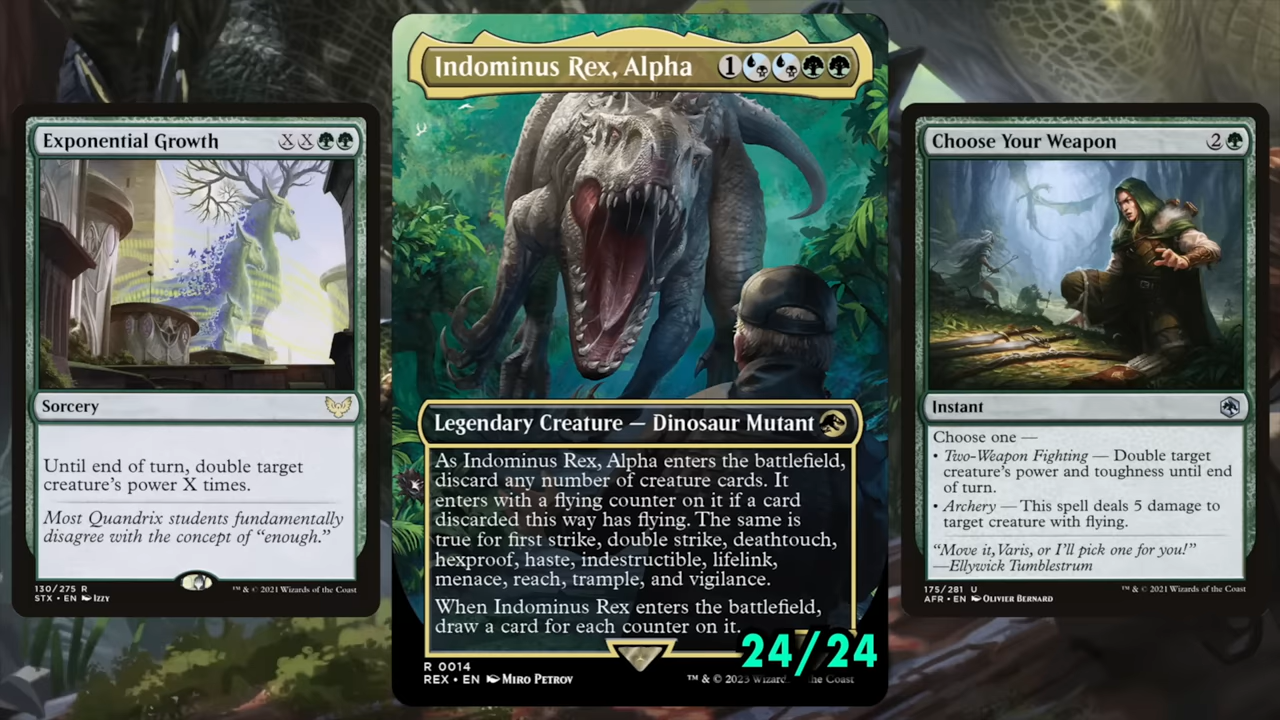 Exponential Growth
XX
Sorcery
Until end of turn, double target
creature's power X times.
Most Quandrix students fundamentally
disagree with the concept of “enough.”
130/275 R
STX • EN Izzy
™ & © 2021 Wizards of the Coast
Indominus Rex, Alpha
1
Legendary Creature — Dinosaur Mutant
As Indominus Rex, Alpha enters the battlefield,
discard any number of creature cards. It
enters with a flying counter on it if a card
discarded this way has flying. The same is
true for first strike, double strike, deathtouch,
hexproof, haste, indestructible, lifelink,
menace, reach, trample, and vigilance.
When Indominus Rex enters the battlefield,
draw a card for each counter on it.
24/24
R 0014
REX • EN Miro Petrov
™ & © 2023 Wizard he Coast
Choose Your Weapon
2
Instant
Choose one —
• Two-Weapon Fighting — Double target
creature's power and toughness until end
of turn.
• Archery — This spell deals 5 damage to
target creature with flying.
“Move it, Varis, or I'll pick one for you!”
—Ellywick Tumblestrum
175/281 U
AFR • EN Olivier Bernard
™ & © 2021 Wizards of the Coast